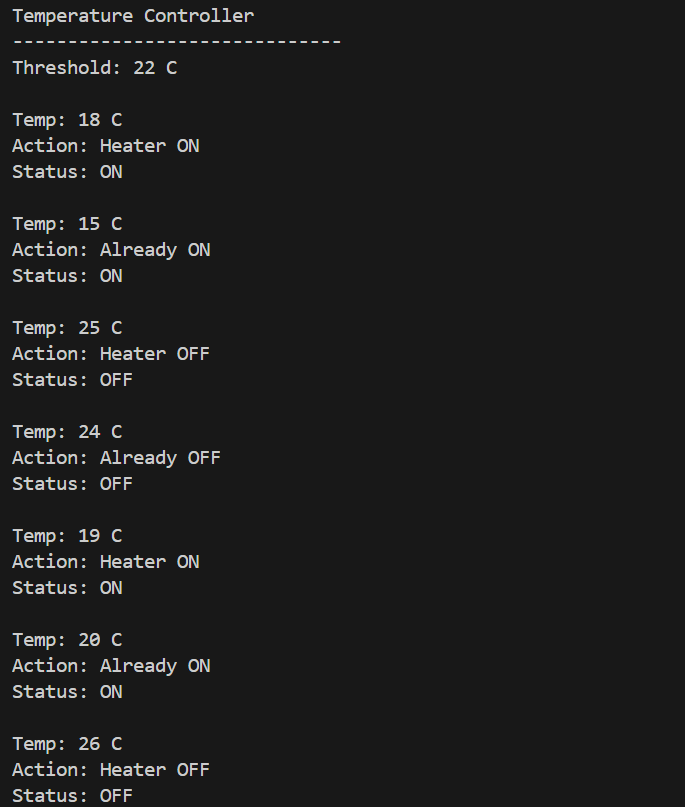 Temperature Controller
------------------------------
Threshold: 22 C
Temp: 18 C
Action: Heater ON
Status: ON
Temp: 15 C
Action: Already ON
Status: ON
Temp: 25 C
Action: Heater OFF
Status: OFF
Temp: 24 C
Action: Already OFF
Status: OFF
Temp: 19 C
Action: Heater ON
Status: ON
Temp: 20 C
Action: Already ON
Status: ON
Temp: 26 C
Action: Heater OFF
Status: OFF